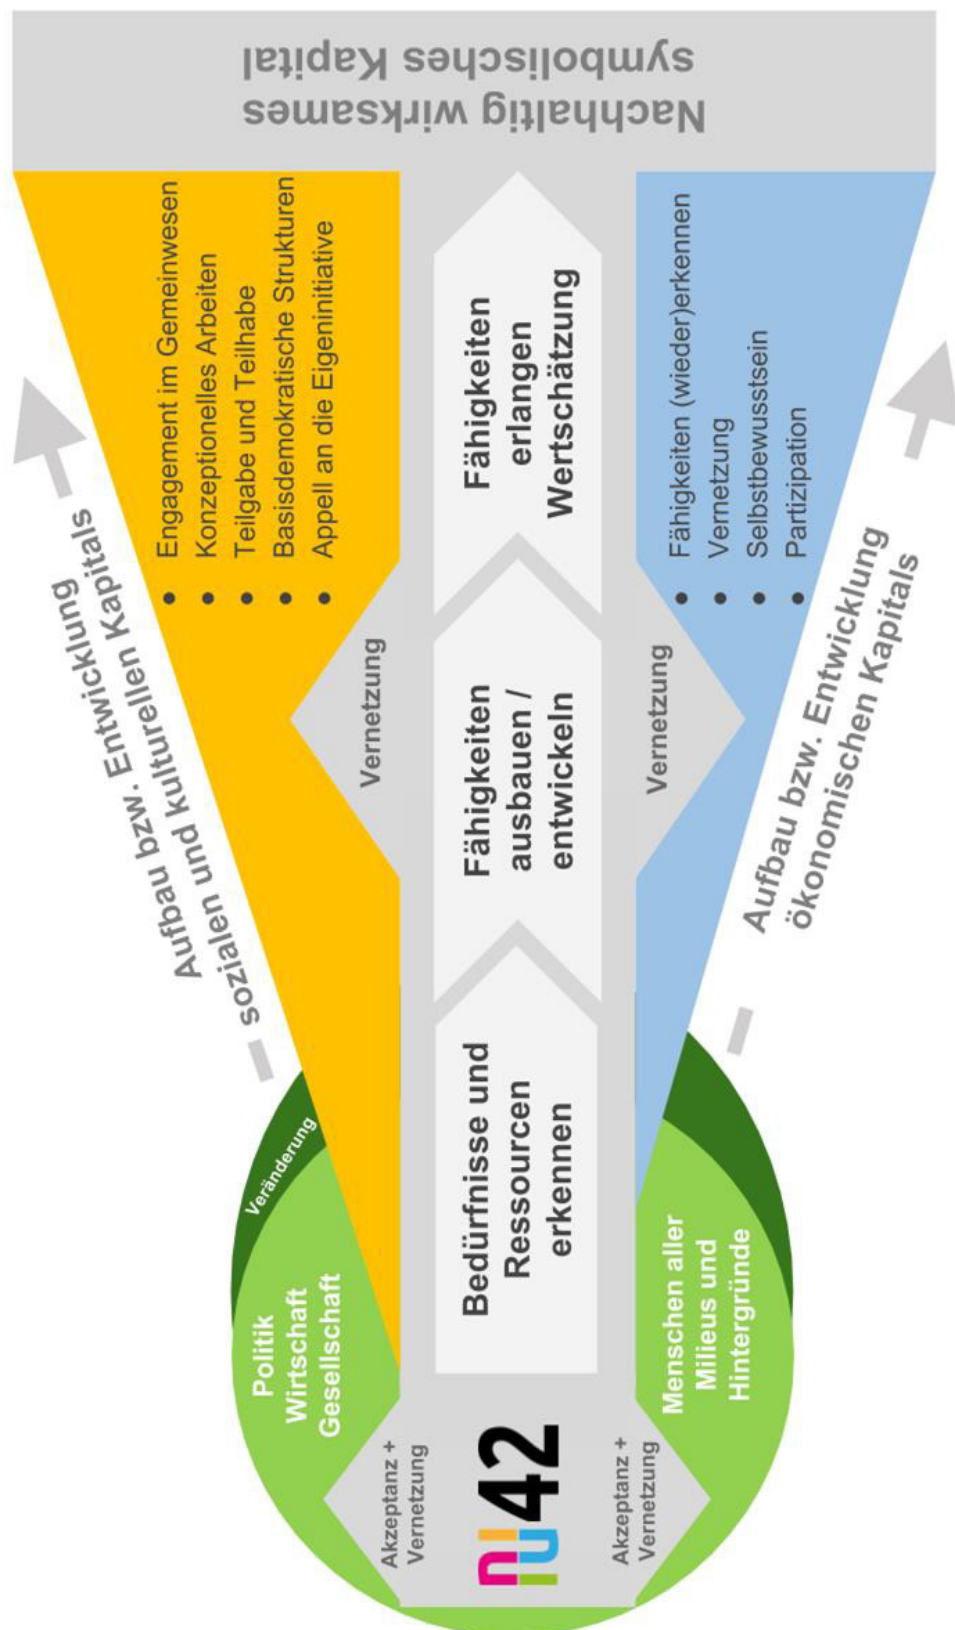 Aufbau bzw. Entwicklung
sozialen und kulturellen Kapitals
Politik
Wirtschaft
Gesellschaft
Veränderung
Engagement im Gemeinwesen
Konzeptionelles Arbeiten
Teilgabe und Teilhabe
Basisdemokratische Strukturen
Appell an die Eigeninitiative
Akzeptanz +
Vernetzung
Vernetzung
nu42
Bedürfnisse und
Ressourcen
erkennen
Fähigkeiten
ausbauen /
entwickeln
Fähigkeiten
erlangen
Wertschätzung
Nachhaltig wirksames
symbolisches Kapital
Akzeptanz +
Vernetzung
Vernetzung
Menschen aller
Milieus und
Hintergründe
Fähigkeiten (wieder)erkennen
Vernetzung
Selbstbewusstsein
Partizipation
Aufbau bzw. Entwicklung
ökonomischen Kapitals